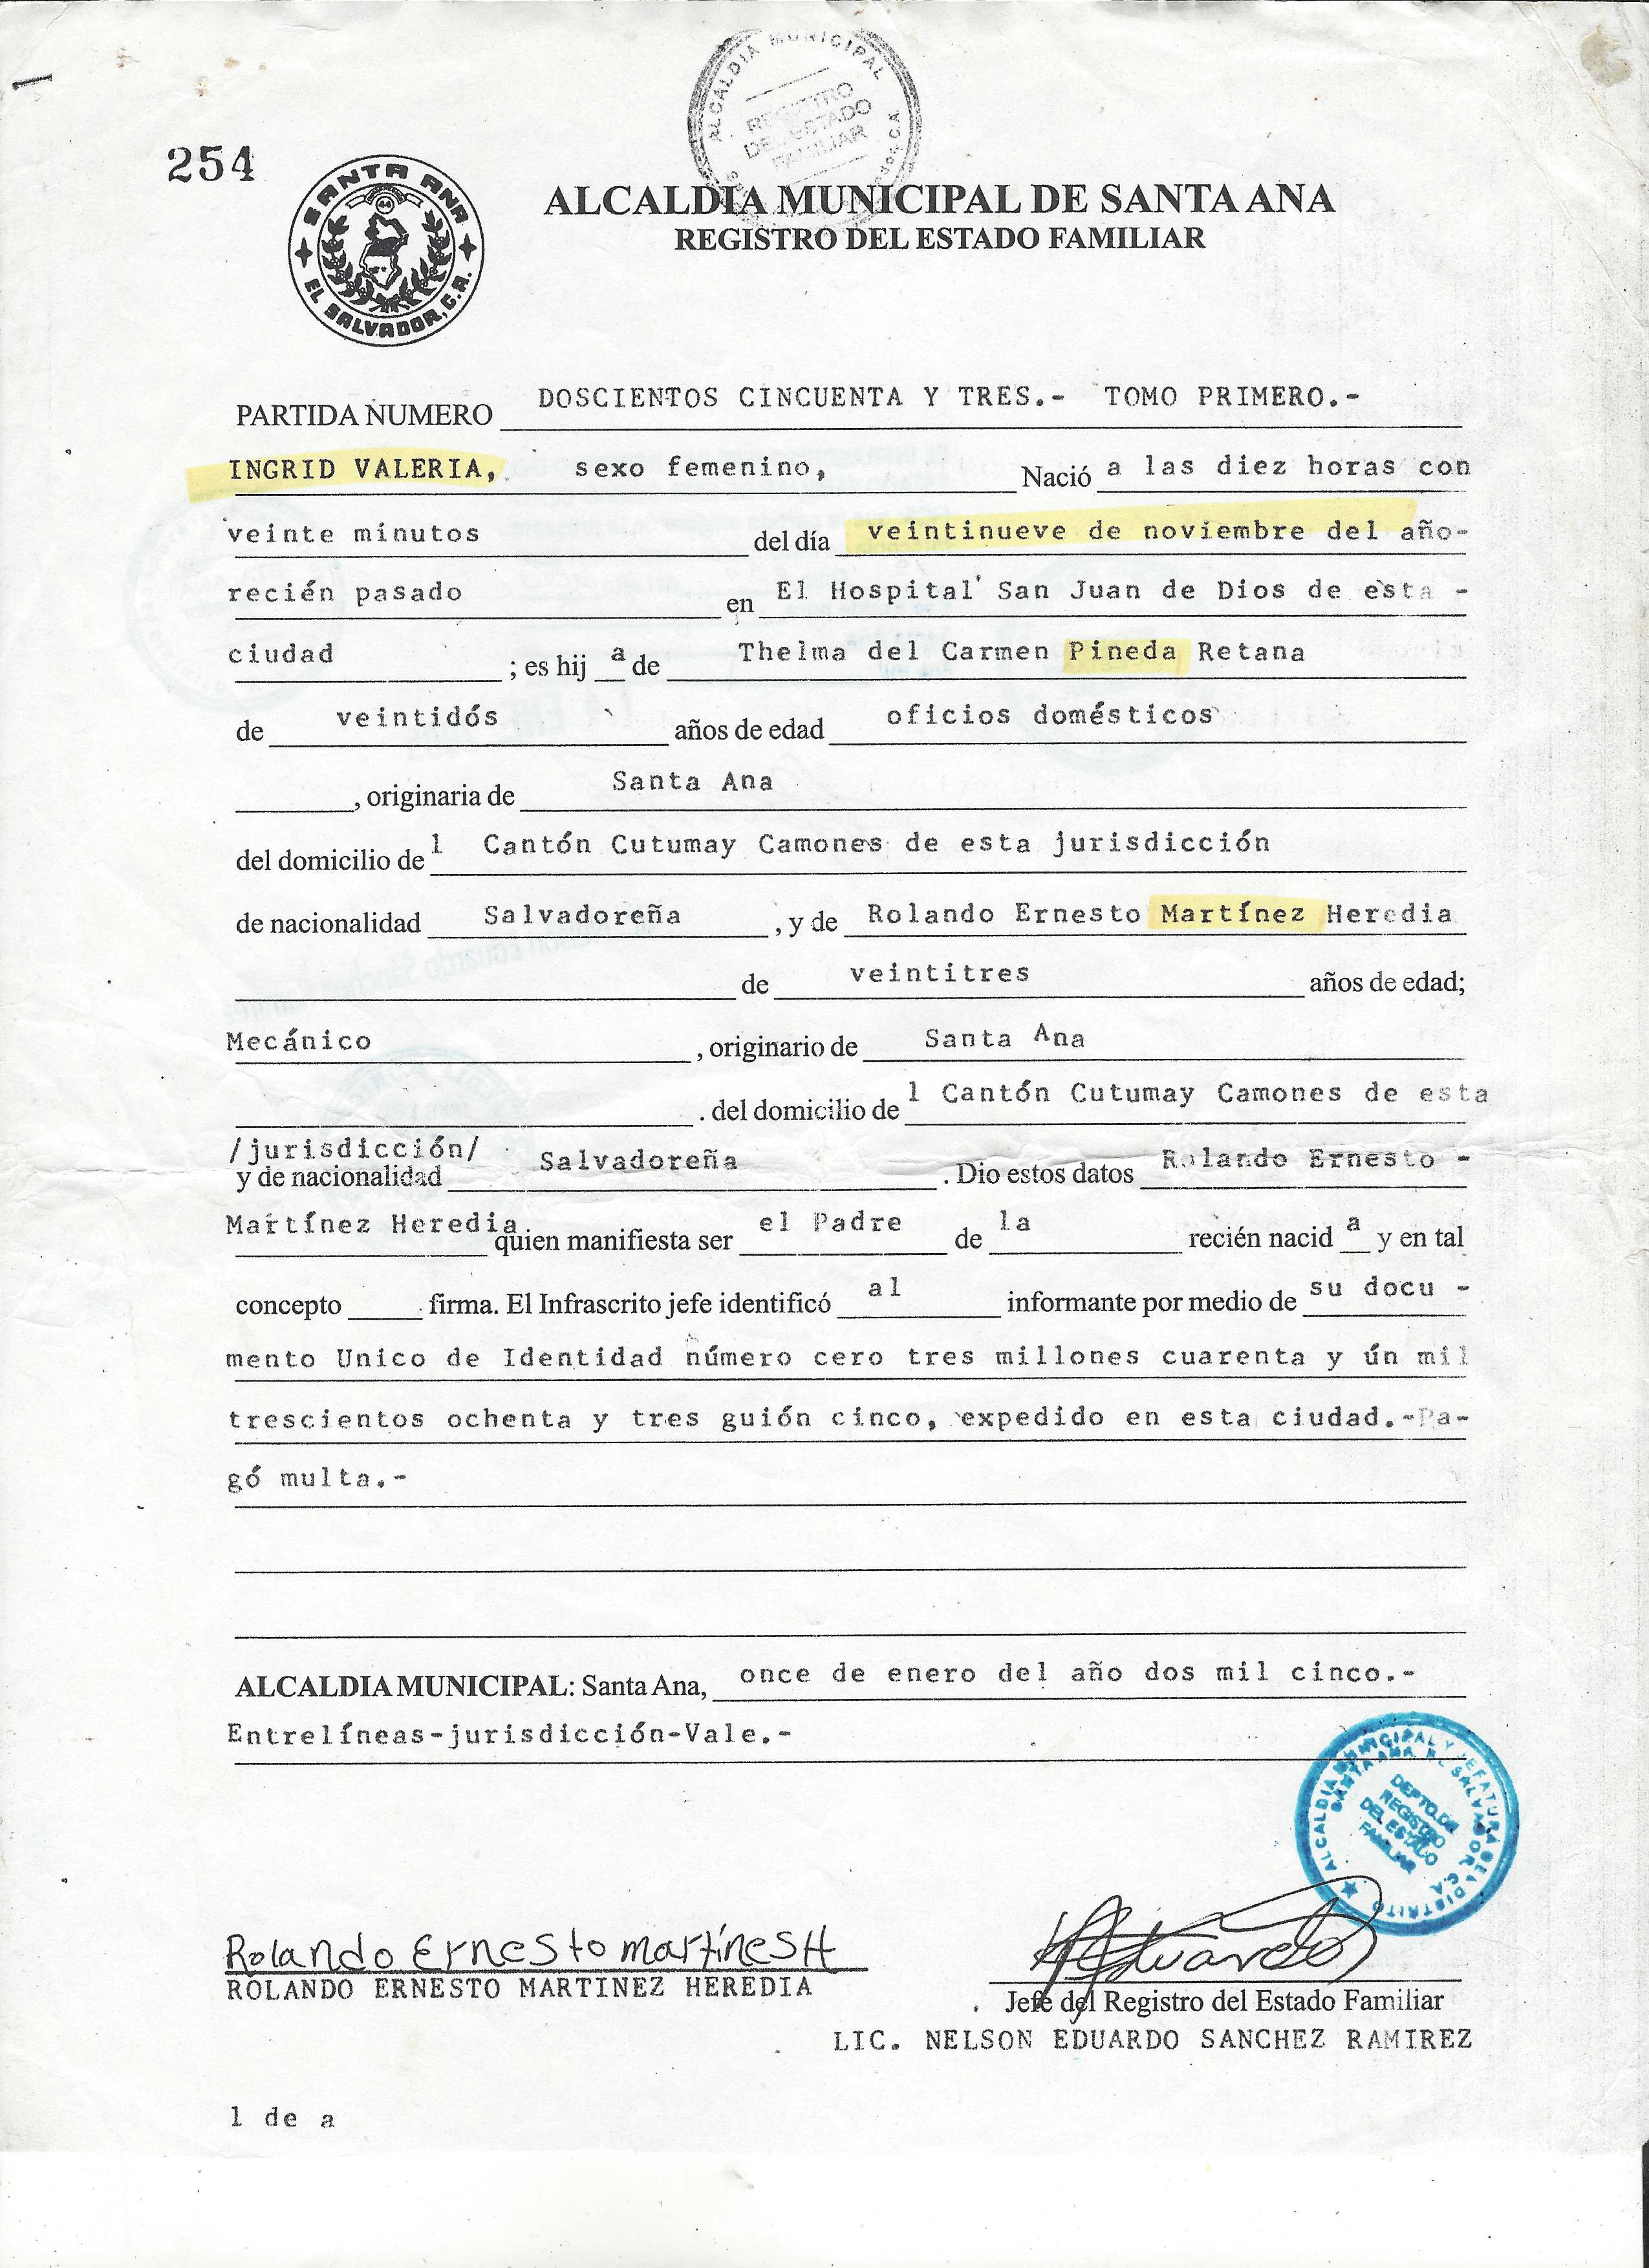 ALCALDIA MUNICIPAL
REGISTRO
DEL ESTADO
FAMILIAR
254
SANTA ANA
EL SALVADOR, C.A.
ALCALDIA MUNICIPAL DE SANTA ANA
REGISTRO DEL ESTADO FAMILIAR
PARTIDA NUMERO DOSCIENTOS CINCUENTA Y TRES.- TOMO PRIMERO.-
INGRID VALERIA, sexo femenino, Nació a las diez horas con
veinte minutos del día veintinueve de noviembre del año-
recién pasado en El Hospital San Juan de Dios de esta -
ciudad ; es hij a de Thelma del Carmen Pineda Retana
de veintidós años de edad oficios domésticos
, originaria de Santa Ana
del domicilio de l Cantón Cutumay Camones de esta jurisdicción
de nacionalidad Salvadoreña , y de Rolando Ernesto Martínez Heredia
de veintitres años de edad;
Mecánico , originario de Santa Ana
. del domicilio de l Cantón Cutumay Camones de esta
/jurisdicción/
y de nacionalidad Salvadoreña . Dio estos datos Rolando Ernesto -
Martínez Heredia quien manifiesta ser el Padre de la recién nacid a y en tal
concepto firma. El Infrascrito jefe identificó al informante por medio de su docu -
mento Unico de Identidad número cero tres millones cuarenta y ún mil
trescientos ochenta y tres guión cinco, expedido en esta ciudad.-Pa-
gó multa.-
ALCALDIA MUNICIPAL: Santa Ana, once de enero del año dos mil cinco.-
Entrelíneas-jurisdicción-Vale.-
ALCALDIA MUNICIPAL Y JEFATURA DEL DISTRITO
SANTA ANA EL SALVADOR C.A.
DEPTO. DE
REGISTRO
DEL ESTADO
FAMILIAR
Rolando Ernesto martínes H
ROLANDO ERNESTO MARTINEZ HEREDIA
Jefe del Registro del Estado Familiar
LIC. NELSON EDUARDO SANCHEZ RAMIREZ
l de a